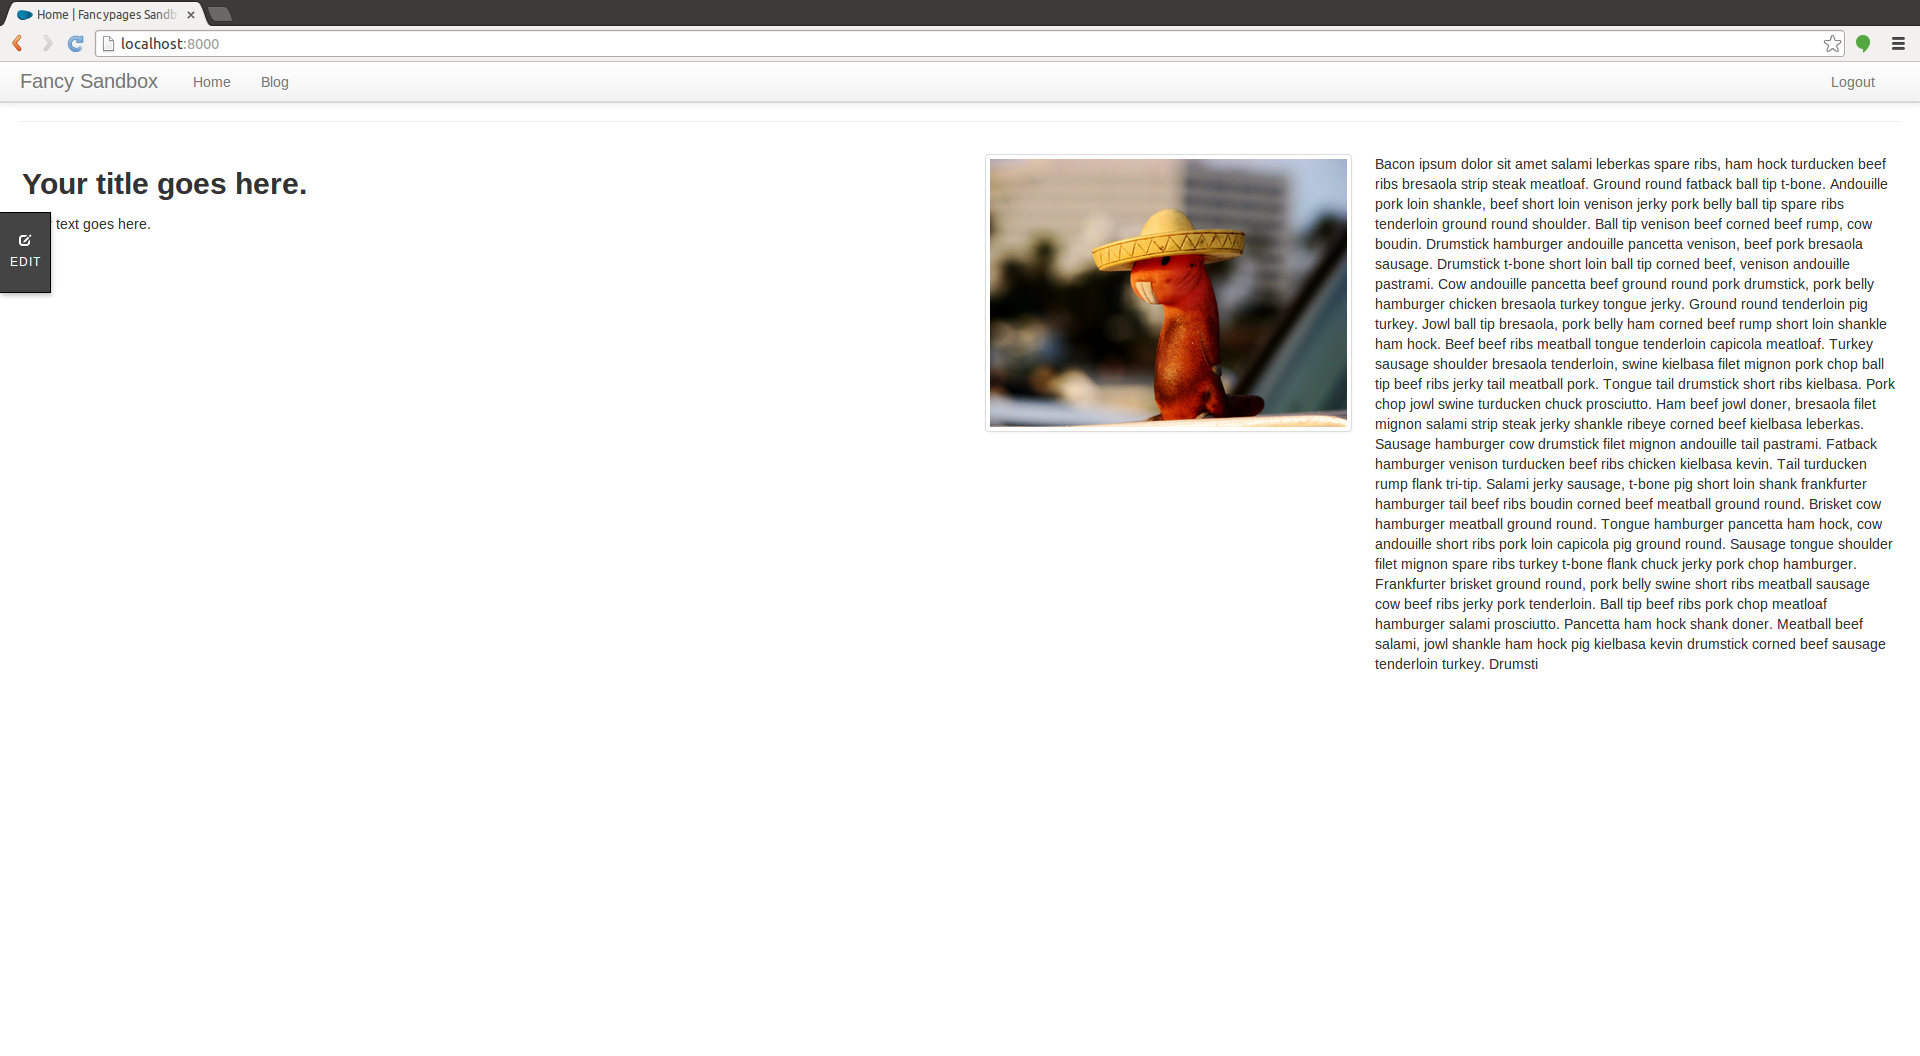 Home | Fancypages Sandb
localhost:8000
Fancy Sandbox Home Blog Logout
Your title goes here.
text goes here.
EDIT
Bacon ipsum dolor sit amet salami leberkas spare ribs, ham hock turducken beef
ribs bresaola strip steak meatloaf. Ground round fatback ball tip t-bone. Andouille
pork loin shankle, beef short loin venison jerky pork belly ball tip spare ribs
tenderloin ground round shoulder. Ball tip venison beef corned beef rump, cow
boudin. Drumstick hamburger andouille pancetta venison, beef pork bresaola
sausage. Drumstick t-bone short loin ball tip corned beef, venison andouille
pastrami. Cow andouille pancetta beef ground round pork drumstick, pork belly
hamburger chicken bresaola turkey tongue jerky. Ground round tenderloin pig
turkey. Jowl ball tip bresaola, pork belly ham corned beef rump short loin shankle
ham hock. Beef beef ribs meatball tongue tenderloin capicola meatloaf. Turkey
sausage shoulder bresaola tenderloin, swine kielbasa filet mignon pork chop ball
tip beef ribs jerky tail meatball pork. Tongue tail drumstick short ribs kielbasa. Pork
chop jowl swine turducken chuck prosciutto. Ham beef jowl doner, bresaola filet
mignon salami strip steak jerky shankle ribeye corned beef kielbasa leberkas.
Sausage hamburger cow drumstick filet mignon andouille tail pastrami. Fatback
hamburger venison turducken beef ribs chicken kielbasa kevin. Tail turducken
rump flank tri-tip. Salami jerky sausage, t-bone pig short loin shank frankfurter
hamburger tail beef ribs boudin corned beef meatball ground round. Brisket cow
hamburger meatball ground round. Tongue hamburger pancetta ham hock, cow
andouille short ribs pork loin capicola pig ground round. Sausage tongue shoulder
filet mignon spare ribs turkey t-bone flank chuck jerky pork chop hamburger.
Frankfurter brisket ground round, pork belly swine short ribs meatball sausage
cow beef ribs jerky pork tenderloin. Ball tip beef ribs pork chop meatloaf
hamburger salami prosciutto. Pancetta ham hock shank doner. Meatball beef
salami, jowl shankle ham hock pig kielbasa kevin drumstick corned beef sausage
tenderloin turkey. Drumsti